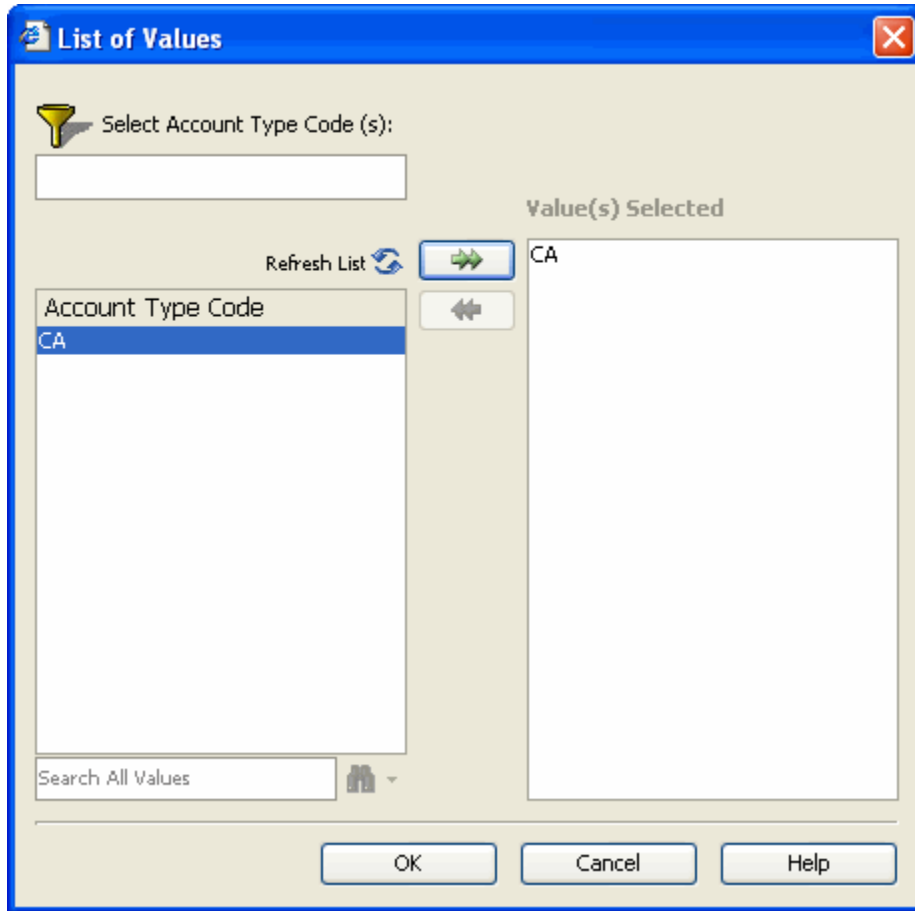 List of Values
Select Account Type Code (s):
Value(s) Selected
Refresh List
CA
Account Type Code
CA
Search All Values
OK
Cancel
Help